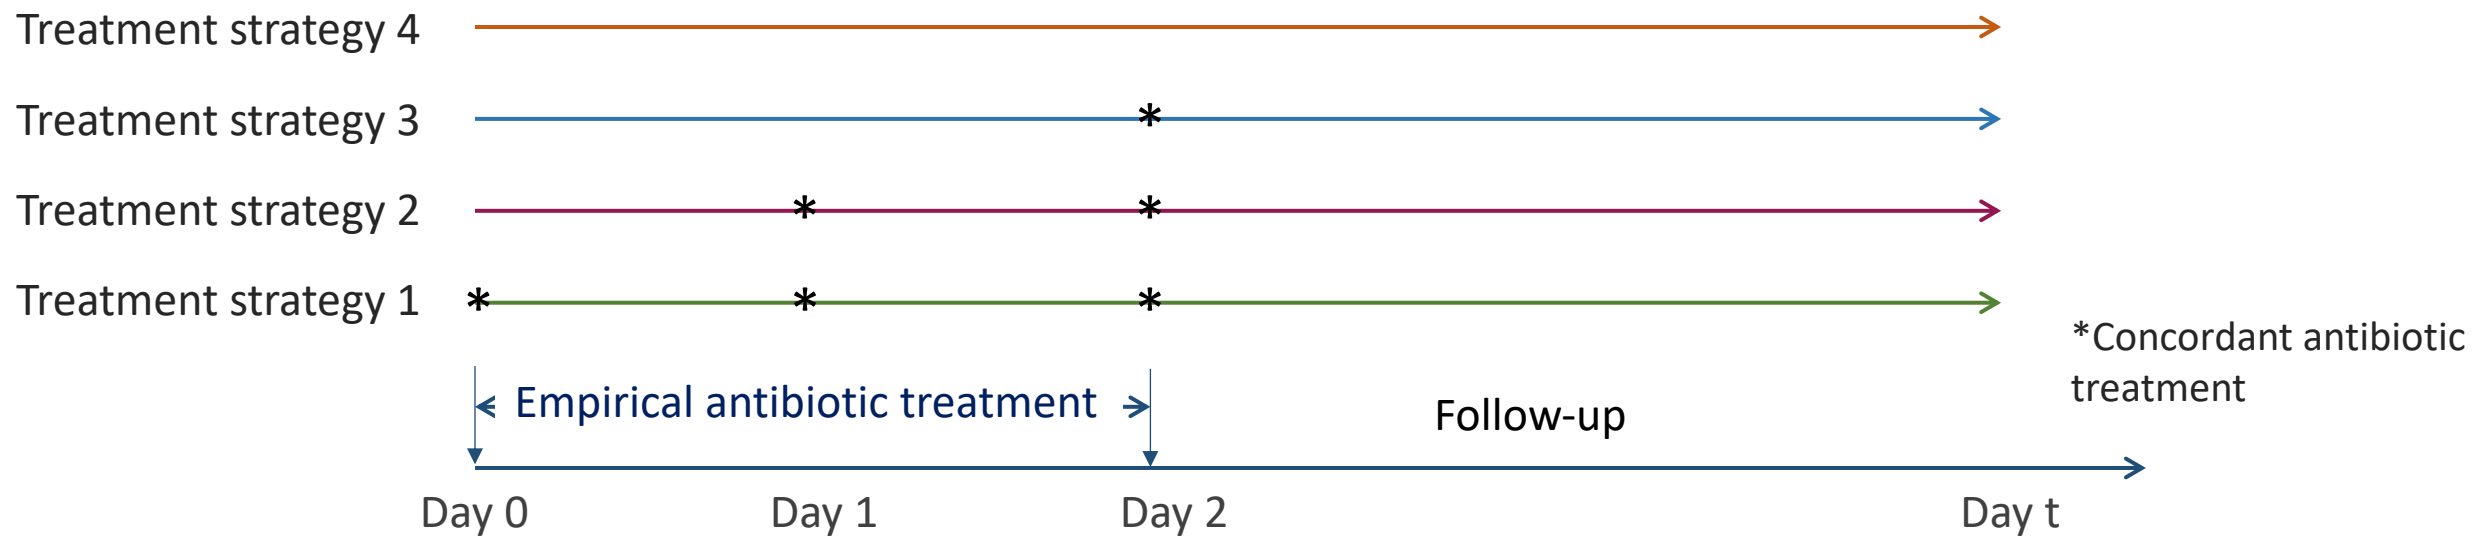 Treatment strategy 4
Treatment strategy 3 *
Treatment strategy 2 * *
Treatment strategy 1 * * *
*Concordant antibiotic
treatment
Empirical antibiotic treatment
Follow-up
Day 0 Day 1 Day 2 Day t